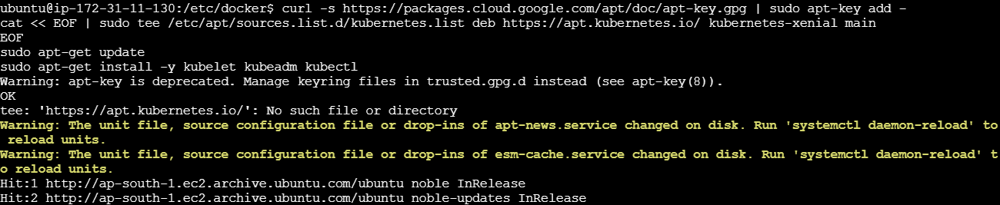 ubuntu@ip-172-31-11-130:/etc/docker$ curl -s https://packages.cloud.google.com/apt/doc/apt-key.gpg | sudo apt-key add -
cat << EOF | sudo tee /etc/apt/sources.list.d/kubernetes.list deb https://apt.kubernetes.io/ kubernetes-xenial main
EOF
sudo apt-get update
sudo apt-get install -y kubelet kubeadm kubectl
Warning: apt-key is deprecated. Manage keyring files in trusted.gpg.d instead (see apt-key(8)).
OK
tee: 'https://apt.kubernetes.io/': No such file or directory
Warning: The unit file, source configuration file or drop-ins of apt-news.service changed on disk. Run 'systemctl daemon-reload' to
 reload units.
Warning: The unit file, source configuration file or drop-ins of esm-cache.service changed on disk. Run 'systemctl daemon-reload' t
o reload units.
Hit:1 http://ap-south-1.ec2.archive.ubuntu.com/ubuntu noble InRelease
Hit:2 http://ap-south-1.ec2.archive.ubuntu.com/ubuntu noble-updates InRelease